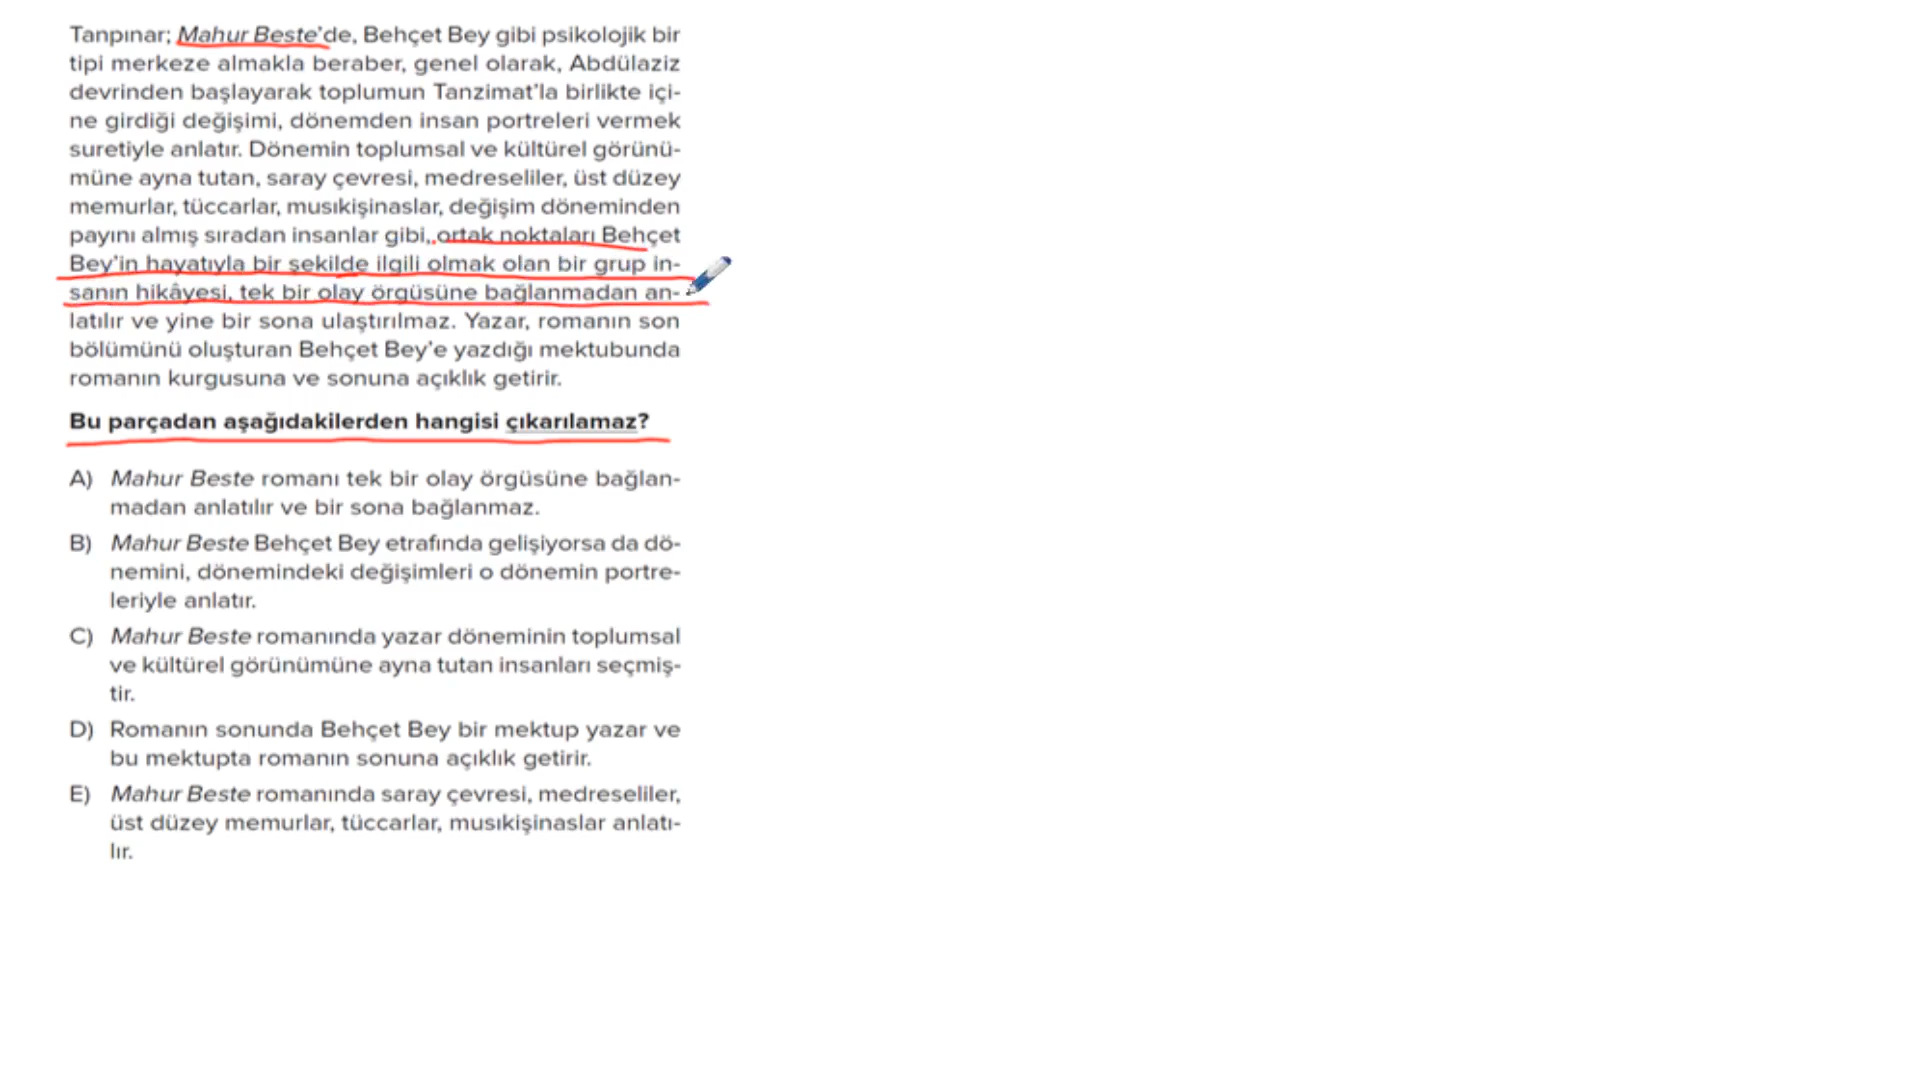 Tanpınar; Mahur Beste'de, Behçet Bey gibi psikolojik bir
tipi merkeze almakla beraber, genel olarak, Abdülaziz
devrinden başlayarak toplumun Tanzimat'la birlikte içi-
ne girdiği değişimi, dönemden insan portreleri vermek
suretiyle anlatır. Dönemin toplumsal ve kültürel görünü-
müne ayna tutan, saray çevresi, medreseliler, üst düzey
memurlar, tüccarlar, musıkişinaslar, değişim döneminden
payını almış sıradan insanlar gibi, ortak noktaları Behçet
Bey'in hayatıyla bir şekilde ilgili olmak olan bir grup in-
sanın hikâyesi, tek bir olay örgüsüne bağlanmadan an-
latılır ve yine bir sona ulaştırılmaz. Yazar, romanın son
bölümünü oluşturan Behçet Bey'e yazdığı mektubunda
romanın kurgusuna ve sonuna açıklık getirir.
Bu parçadan aşağıdakilerden hangisi çıkarılamaz?
A) Mahur Beste romanı tek bir olay örgüsüne bağlan-
madan anlatılır ve bir sona bağlanmaz.
B) Mahur Beste Behçet Bey etrafında gelişiyorsa da dö-
nemini, dönemindeki değişimleri o dönemin portre-
leriyle anlatır.
C) Mahur Beste romanında yazar döneminin toplumsal
ve kültürel görünümüne ayna tutan insanları seçmiş-
tir.
D) Romanın sonunda Behçet Bey bir mektup yazar ve
bu mektupta romanın sonuna açıklık getirir.
E) Mahur Beste romanında saray çevresi, medreseliler,
üst düzey memurlar, tüccarlar, musıkişinaslar anlatı-
lır.